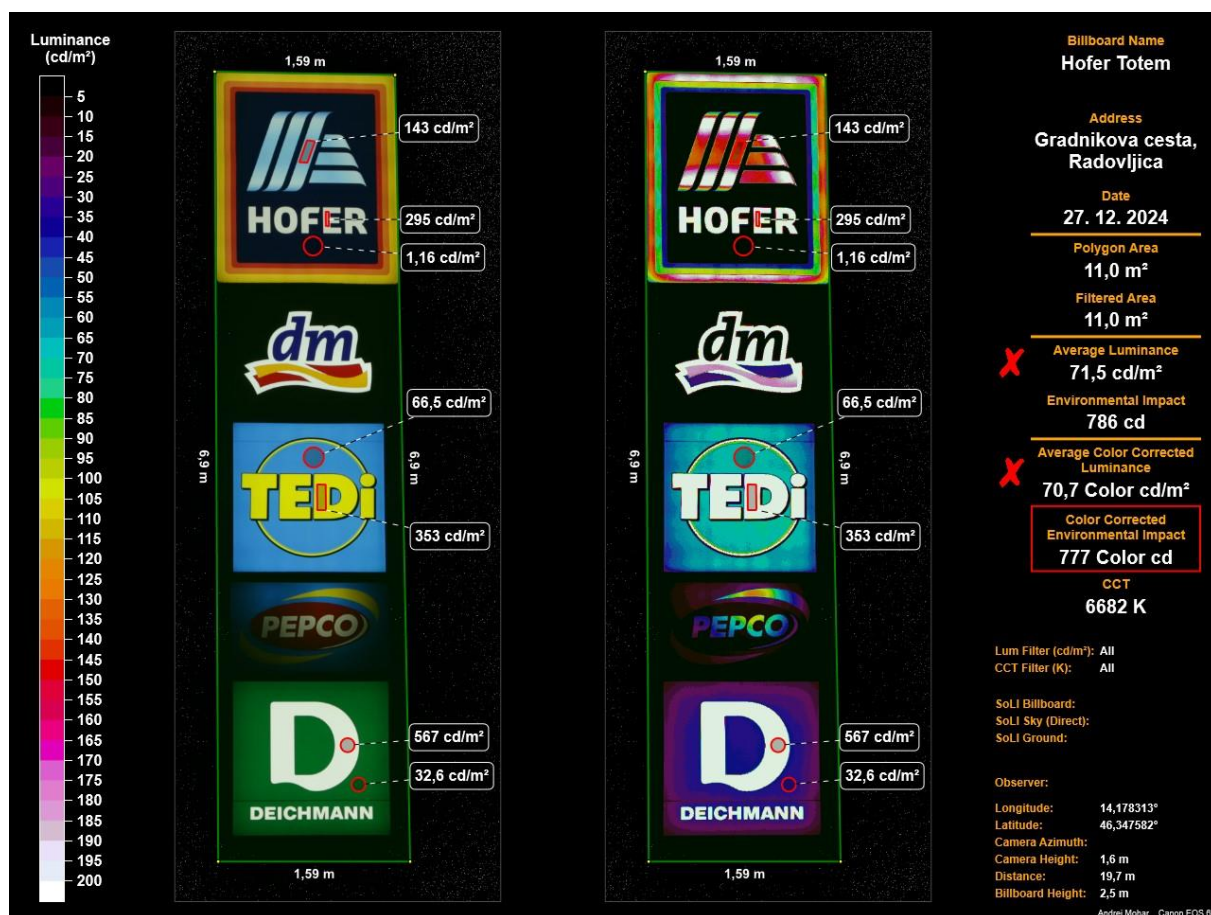 Luminance
(cd/m²)
5
10
15
20
25
30
35
40
45
50
55
60
65
70
75
80
85
90
95
100
105
110
115
120
125
130
135
140
145
150
155
160
165
170
175
180
185
190
195
200
1,59 m
143 cd/m²
HOFER
295 cd/m²
1,16 cd/m²
dm
66,5 cd/m²
6,9 m
6,9 m
TEDi
353 cd/m²
PEPCO
D
567 cd/m²
32,6 cd/m²
DEICHMANN
1,59 m
1,59 m
143 cd/m²
HOFER
295 cd/m²
1,16 cd/m²
dm
66,5 cd/m²
6,9 m
6,9 m
TEDi
353 cd/m²
PEPCO
D
567 cd/m²
32,6 cd/m²
DEICHMANN
1,59 m
Billboard Name
Hofer Totem
Address
Gradnikova cesta,
Radovljica
Date
27. 12. 2024
Polygon Area
11,0 m²
Filtered Area
11,0 m²
Average Luminance
71,5 cd/m²
Environmental Impact
786 cd
Average Color Corrected
Luminance
70,7 Color cd/m²
Color Corrected
Environmental Impact
777 Color cd
CCT
6682 K
Lum Filter (cd/m²): All
CCT Filter (K): All
SoLI Billboard:
SoLI Sky (Direct):
SoLI Ground:
Observer:
Longitude: 14,178313°
Latitude: 46,347582°
Camera Azimuth:
Camera Height: 1,6 m
Distance: 19,7 m
Billboard Height: 2,5 m
Andrej Mohar Canon EOS